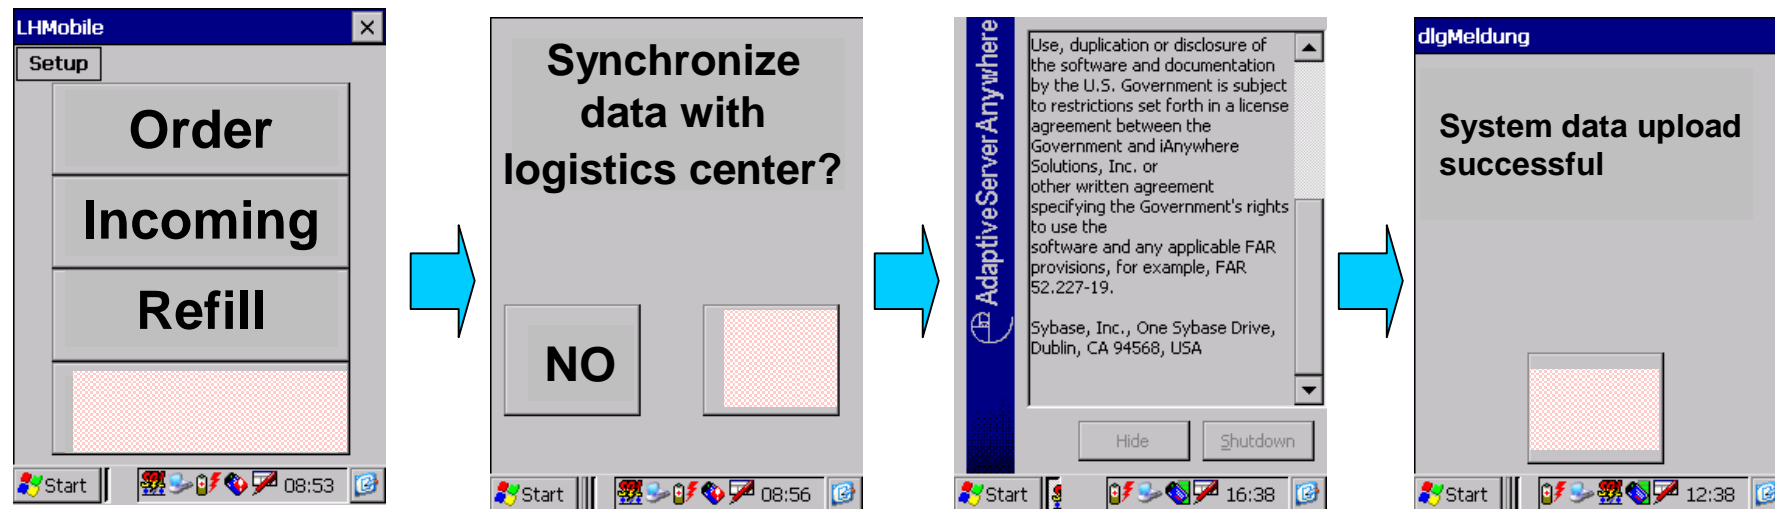 LHMobile
Setup
Order
Incoming
Refill
Start
08:53
Synchronize
data with
logistics center?
NO
Start
08:56
AdaptiveServerAnywhere
Use, duplication or disclosure of
the software and documentation
by the U.S. Government is subject
to restrictions set forth in a license
agreement between the
Government and iAnywhere
Solutions, Inc. or
other written agreement
specifying the Government's rights
to use the
software and any applicable FAR
provisions, for example, FAR
52.227-19.
Sybase, Inc., One Sybase Drive,
Dublin, CA 94568, USA
Hide
Shutdown
Start
16:38
dlgMeldung
System data upload
successful
Start
12:38